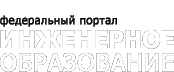 федеральный портал
ИНЖЕНЕРНОЕ
ОБРАЗОВАНИЕ